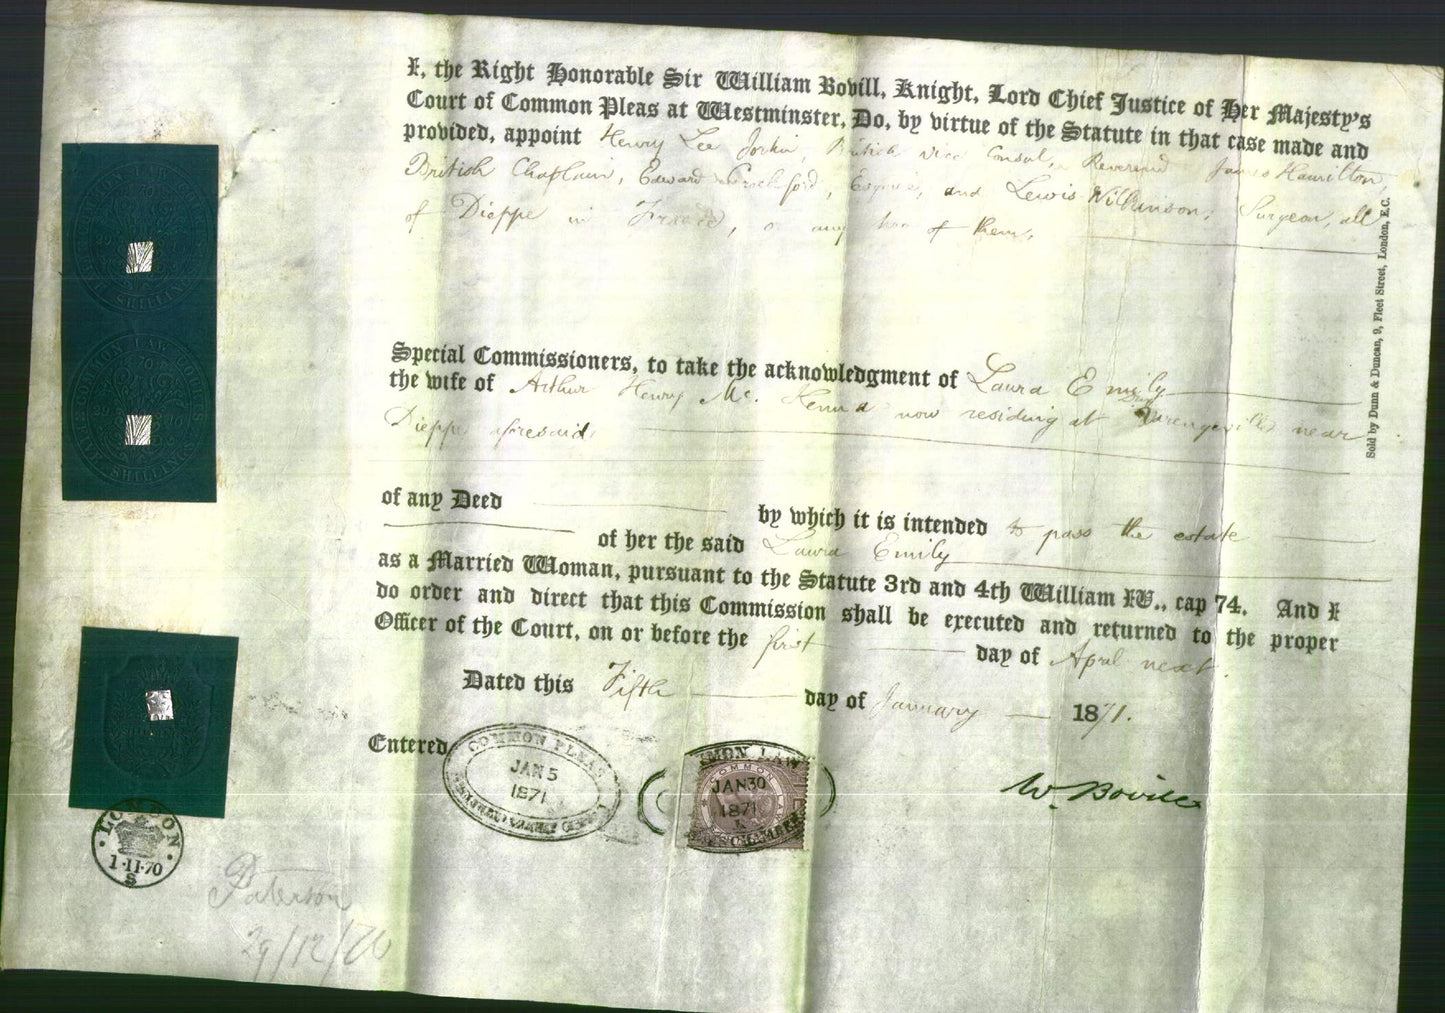 I, the Right Honorable Sir William Bovill, Knight, Lord Chief Justice of Her Majesty's
Court of Common Pleas at Westminster, Do, by virtue of the Statute in that case made and
provided, appoint Henry Lee British Vice Consul, Reverend James Hamilton,
British Chaplain, Edward Esquire, and Lewis Wilkinson, Surgeon, all
of Dieppe in France, or any two of them,
Special Commissioners, to take the acknowledgment of Laura Emily
the wife of Arthur Henry Mc. Kenna now residing at near
Dieppe aforesaid,
of any Deed by which it is intended to pass the estate
of her the said Laura Emily
as a Married Woman, pursuant to the Statute 3rd and 4th William IV., cap 74. And I
do order and direct that this Commission shall be executed and returned to the proper
Officer of the Court, on or before the first day of April next.
Dated this Fifth day of January 1871.
Entered
W. Bovill
COMMON PLEAS
JAN 5
1871
COMMON LAW
JAN 30
1871
LONDON
1·11·70
S
Paterson
29/12/70
Sold by Dunn & Duncan, 9, Fleet Street, London, E.C.